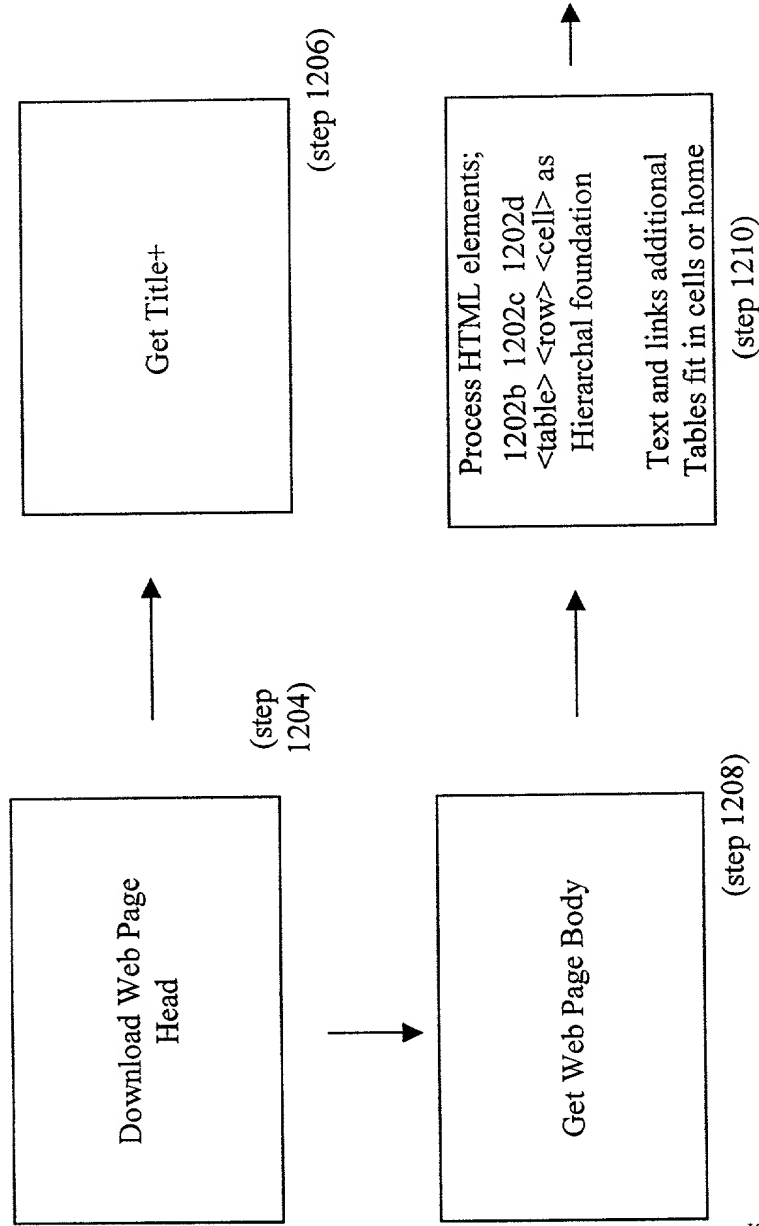 Download Web Page
Head
(step
1204)
Get Title+
(step 1206)
Get Web Page Body
(step 1208)
Process HTML elements;
1202b 1202c 1202d
<table> <row> <cell> as
Hierarchal foundation
Text and links additional
Tables fit in cells or home
(step 1210)